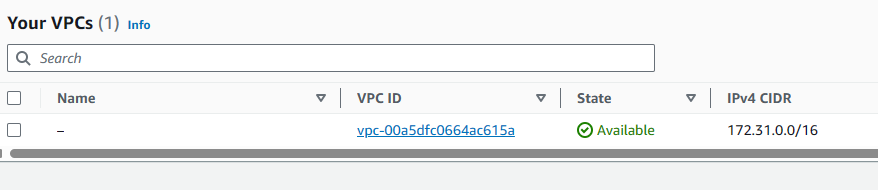 Your VPCs (1) Info
Search
Name VPC ID State IPv4 CIDR
– vpc-00a5dfc0664ac615a Available 172.31.0.0/16